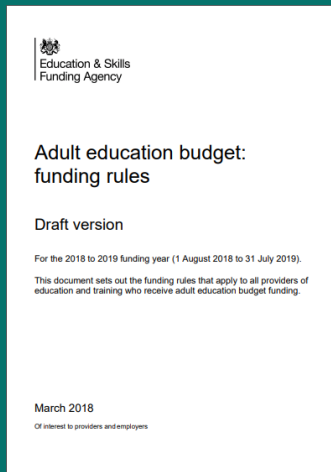 Education & Skills
Funding Agency
Adult education budget:
funding rules
Draft version
For the 2018 to 2019 funding year (1 August 2018 to 31 July 2019).
This document sets out the funding rules that apply to all providers of
education and training who receive adult education budget funding.
March 2018
Of interest to providers and employers